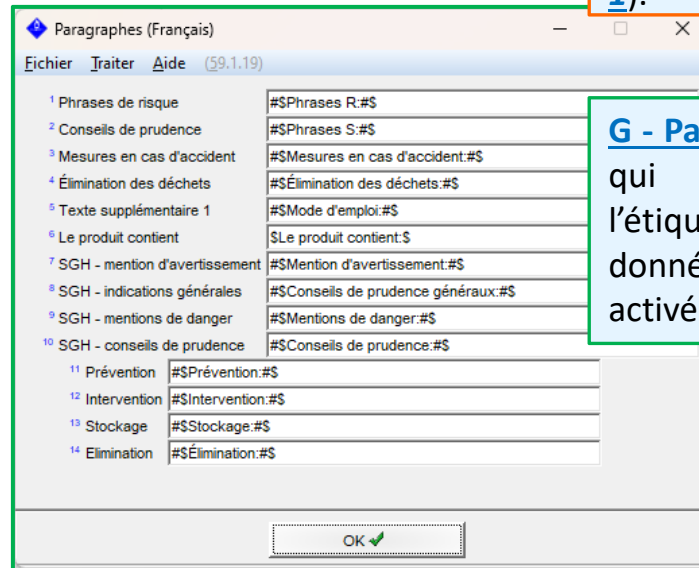 1).
Paragraphes (Français)
Fichier Traiter Aide (59.1.19)
1 Phrases de risque #$Phrases R:#$
2 Conseils de prudence #$Phrases S:#$
3 Mesures en cas d'accident #$Mesures en cas d'accident:#$
4 Élimination des déchets #$Élimination des déchets:#$
5 Texte supplémentaire 1 #$Mode d'emploi:#$
6 Le produit contient $Le produit contient:$
7 SGH - mention d'avertissement #$Mention d'avertissement:#$
8 SGH - indications générales #$Conseils de prudence généraux:#$
9 SGH - mentions de danger #$Mentions de danger:#$
10 SGH - conseils de prudence #$Conseils de prudence:#$
11 Prévention #$Prévention:#$
12 Intervention #$Intervention:#$
13 Stockage #$Stockage:#$
14 Elimination #$Élimination:#$
OK
G - Pa
qui
l'étiqu
donné
activé